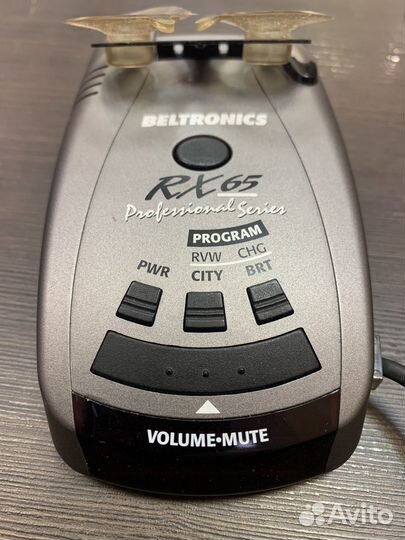 BELTRONICS
RX65
Professional Series
PROGRAM
RVW CHG
PWR CITY BRT
VOLUME•MUTE
Avito